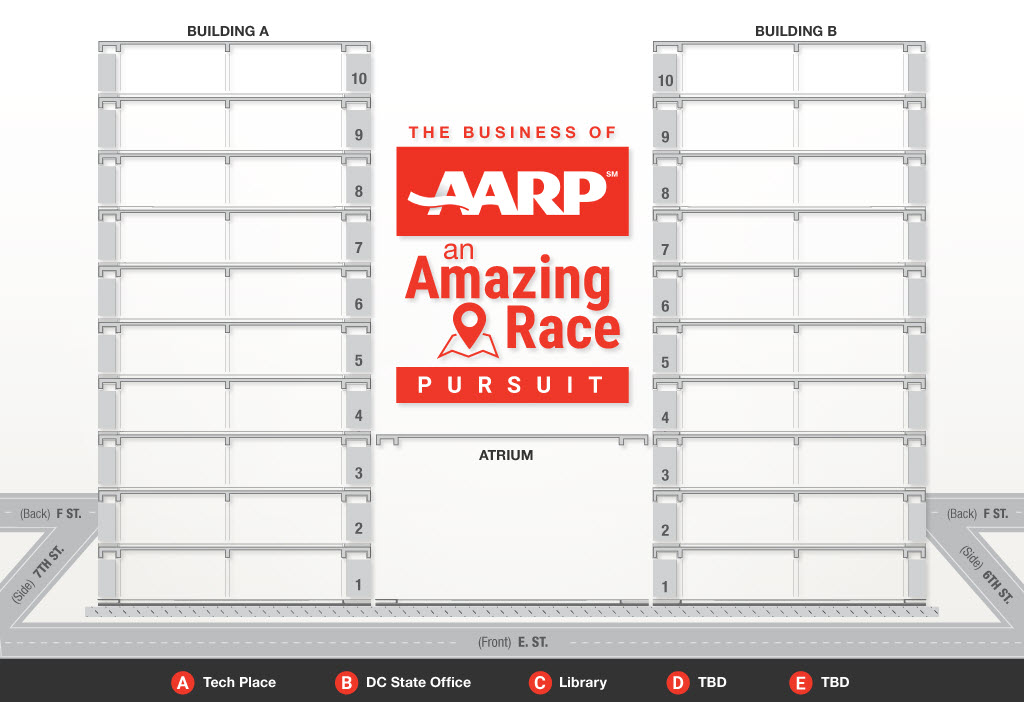 BUILDING A
BUILDING B
10
9
8
7
6
5
4
3
2
1
THE BUSINESS OF
AARP SM
an
Amazing
Race
PURSUIT
ATRIUM
10
9
8
7
6
5
4
3
2
1
(Back) F ST.
(Back) F ST.
(Side) 7TH ST.
(Side) 6TH ST.
(Front) E. ST.
A Tech Place
B DC State Office
C Library
D TBD
E TBD